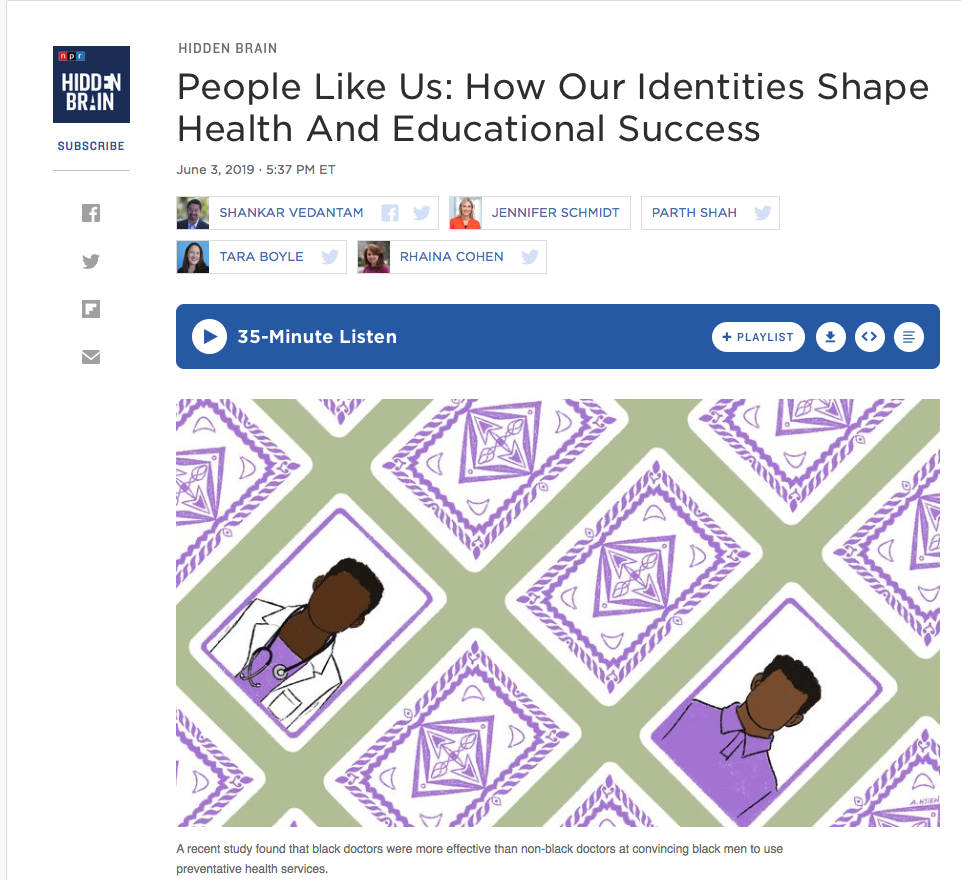 HIDDEN BRAIN
npr
HIDDEN
BRAIN
People Like Us: How Our Identities Shape
Health And Educational Success
SUBSCRIBE
June 3, 2019 · 5:37 PM ET
SHANKAR VEDANTAM
JENNIFER SCHMIDT
PARTH SHAH
TARA BOYLE
RHAINA COHEN
35-Minute Listen
+ PLAYLIST
A. HSIEH
A recent study found that black doctors were more effective than non-black doctors at convincing black men to use
preventative health services.